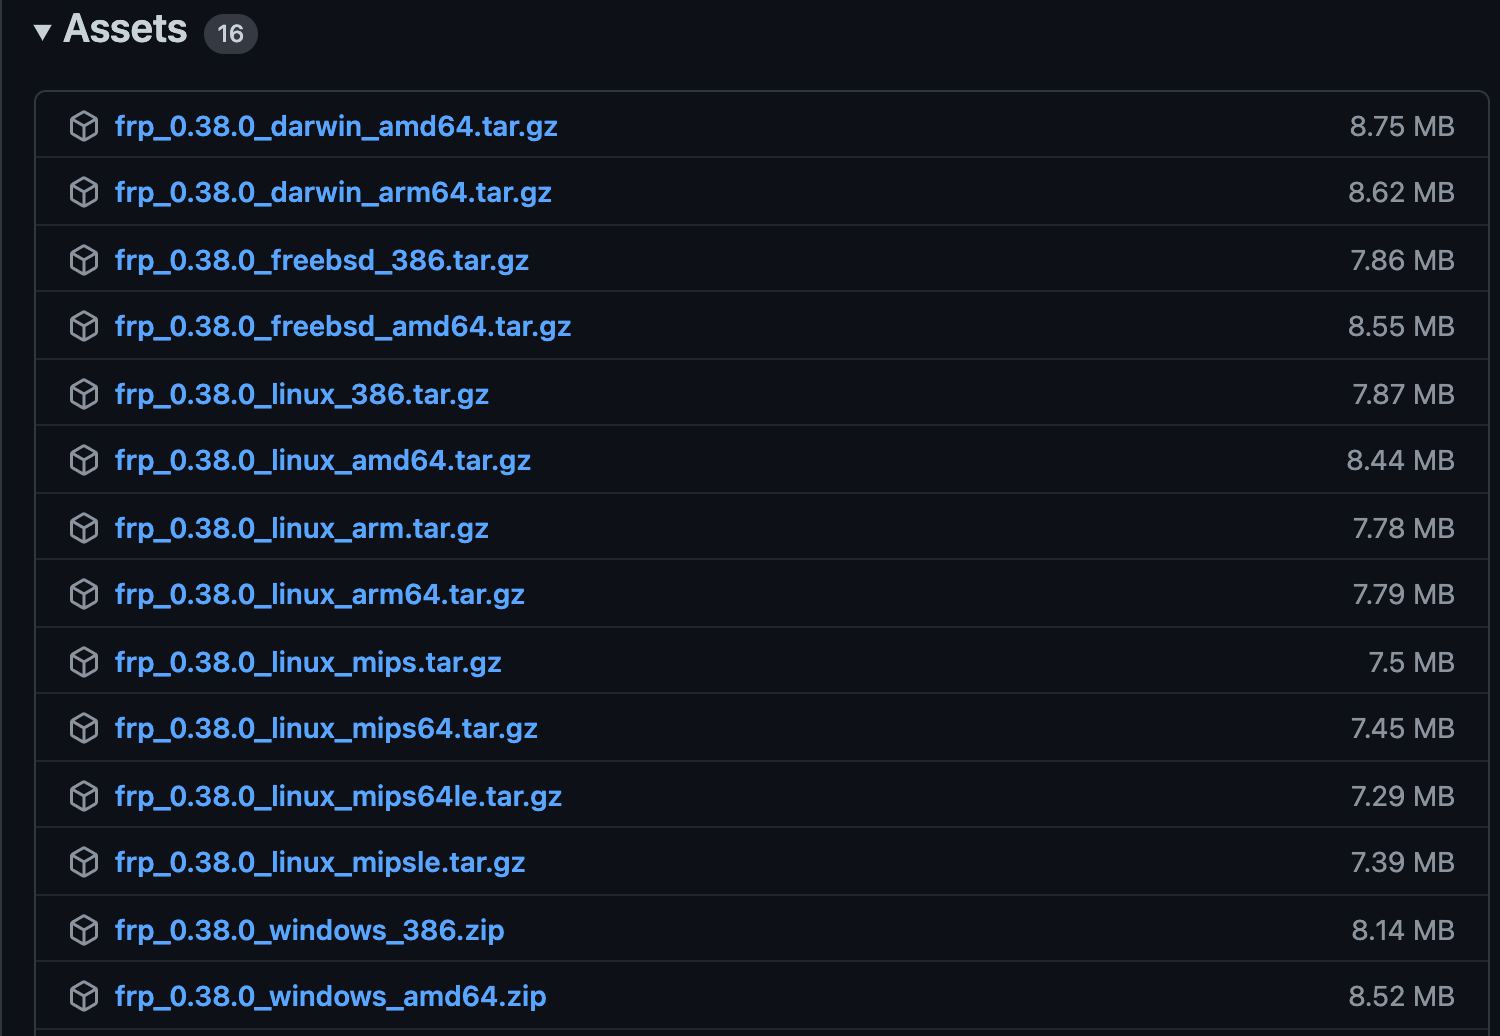 Assets 16
frp_0.38.0_darwin_amd64.tar.gz 8.75 MB
frp_0.38.0_darwin_arm64.tar.gz 8.62 MB
frp_0.38.0_freebsd_386.tar.gz 7.86 MB
frp_0.38.0_freebsd_amd64.tar.gz 8.55 MB
frp_0.38.0_linux_386.tar.gz 7.87 MB
frp_0.38.0_linux_amd64.tar.gz 8.44 MB
frp_0.38.0_linux_arm.tar.gz 7.78 MB
frp_0.38.0_linux_arm64.tar.gz 7.79 MB
frp_0.38.0_linux_mips.tar.gz 7.5 MB
frp_0.38.0_linux_mips64.tar.gz 7.45 MB
frp_0.38.0_linux_mips64le.tar.gz 7.29 MB
frp_0.38.0_linux_mipsle.tar.gz 7.39 MB
frp_0.38.0_windows_386.zip 8.14 MB
frp_0.38.0_windows_amd64.zip 8.52 MB